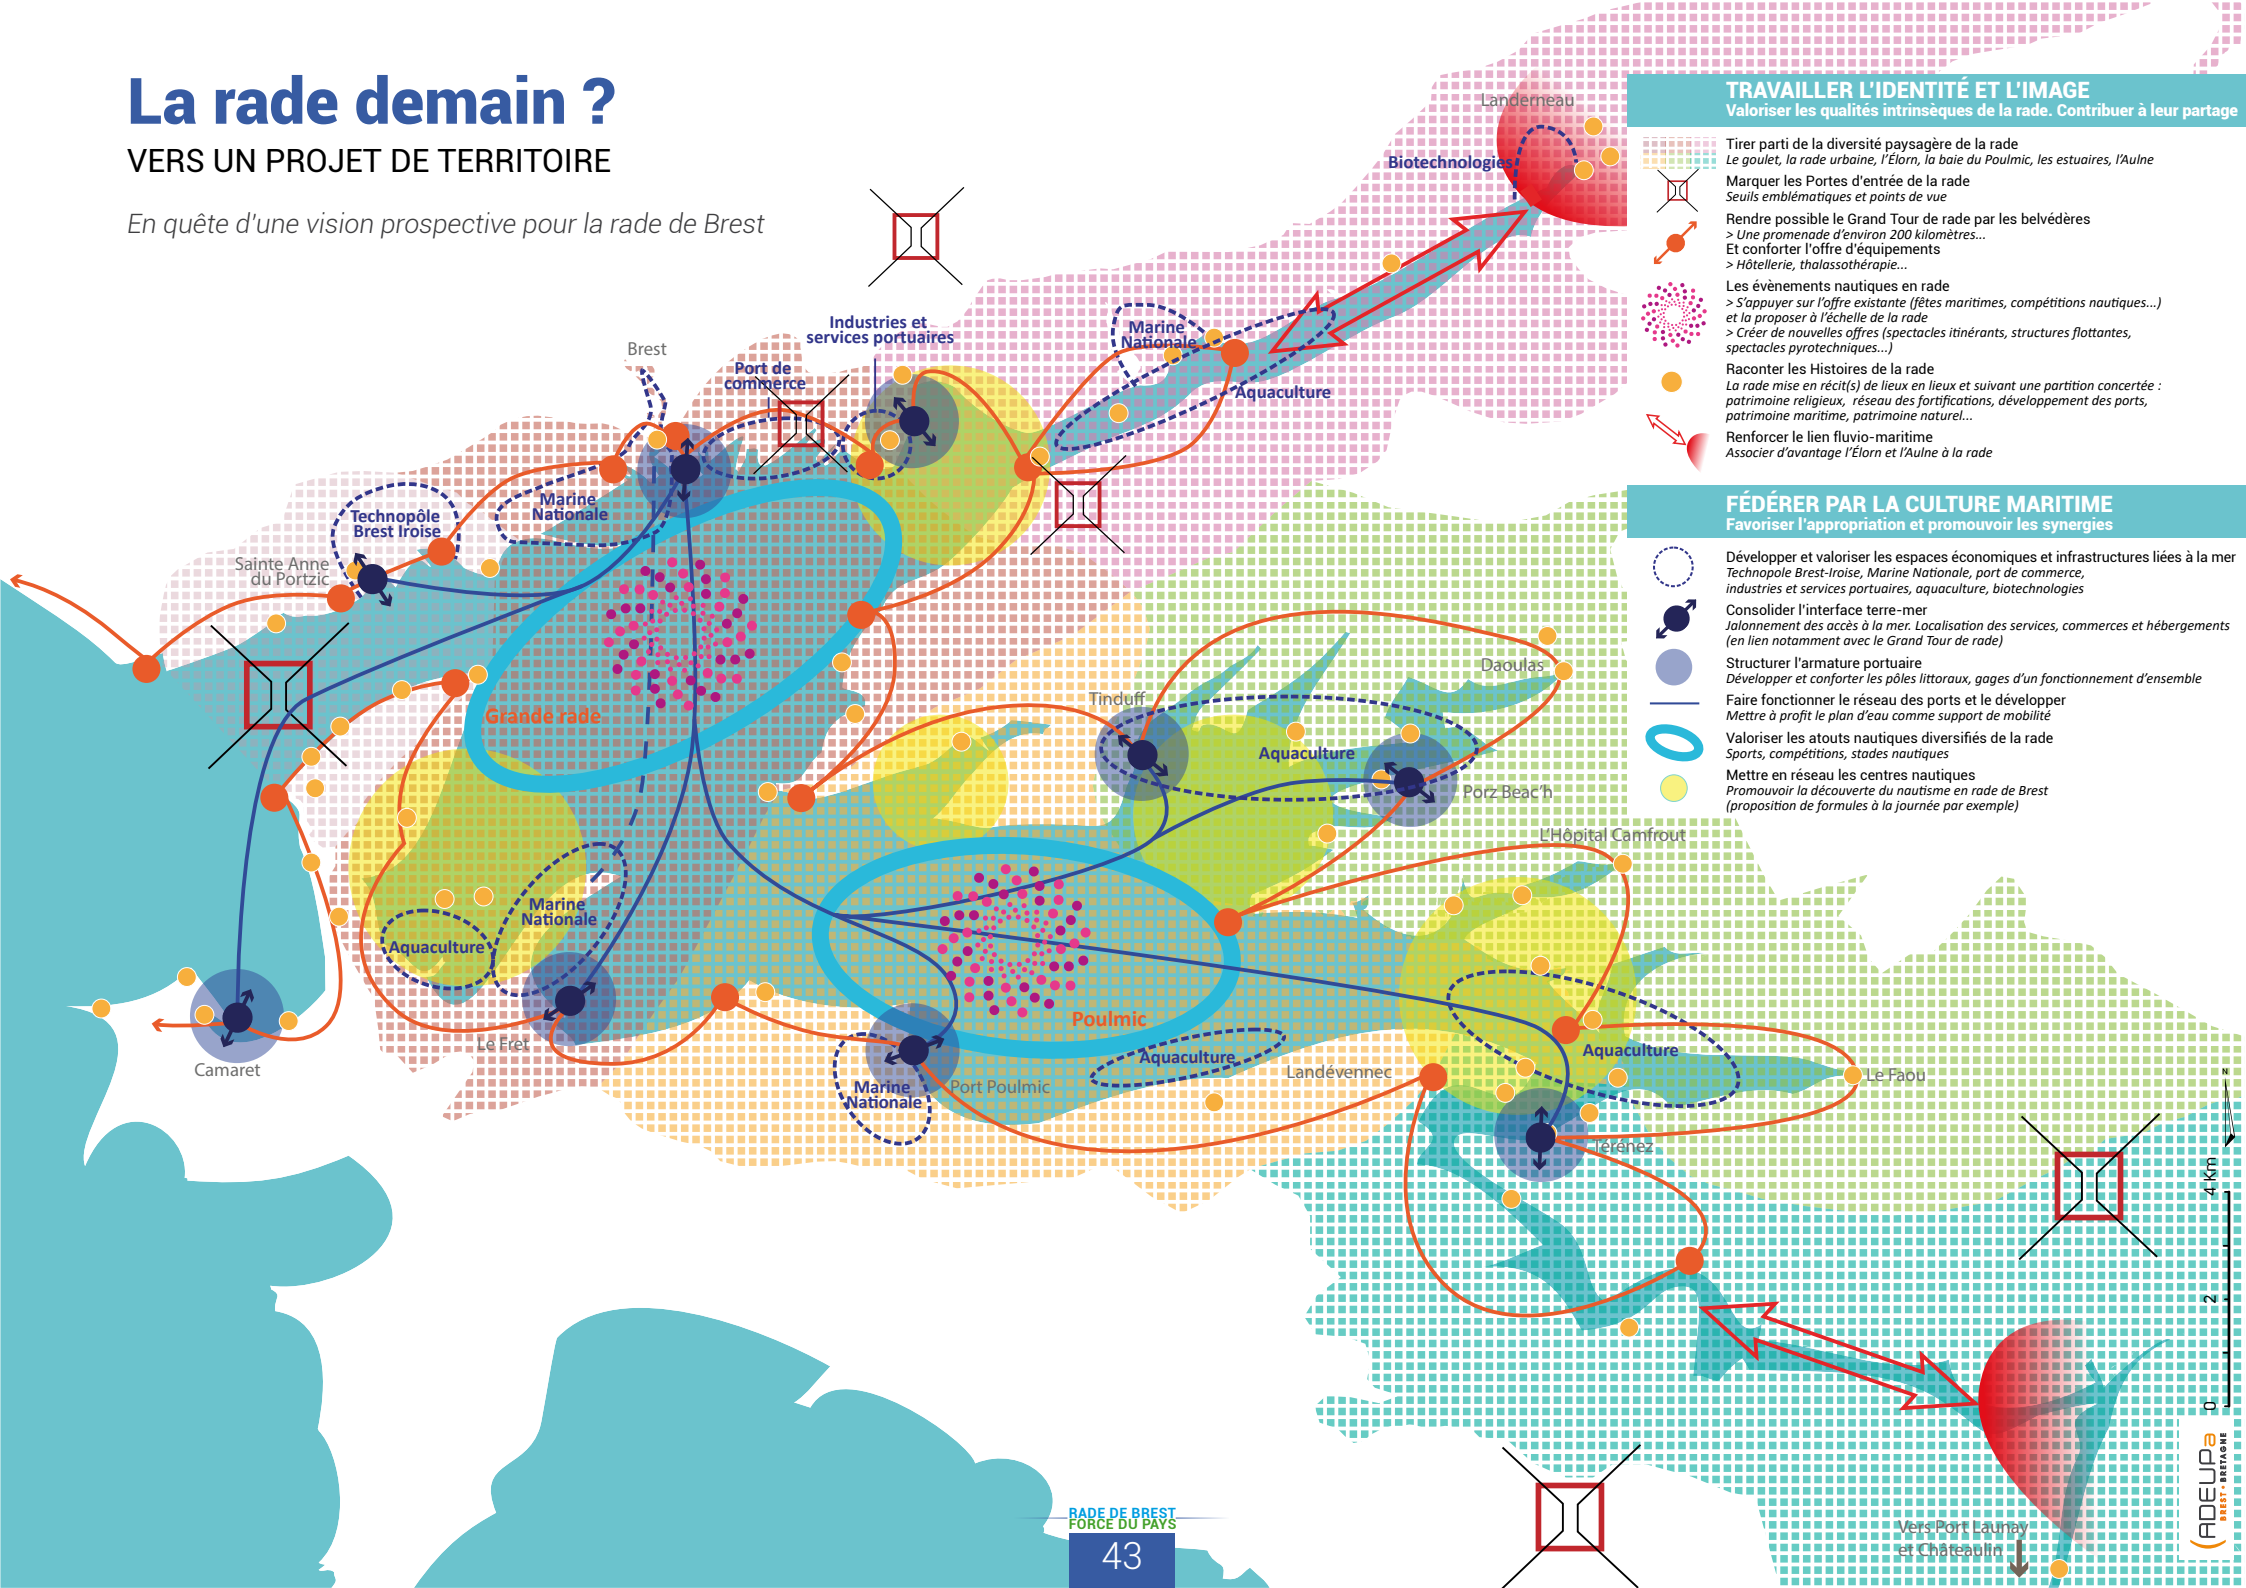 La rade demain ?
VERS UN PROJET DE TERRITOIRE
En quête d'une vision prospective pour la rade de Brest
TRAVAILLER L'IDENTITÉ ET L'IMAGE
Valoriser les qualités intrinsèques de la rade. Contribuer à leur partage
Tirer parti de la diversité paysagère de la rade
Le goulet, la rade urbaine, l'Élorn, la baie du Poulmic, les estuaires, l'Aulne
Marquer les Portes d'entrée de la rade
Seuils emblématiques et points de vue
Rendre possible le Grand Tour de rade par les belvédères
> Une promenade d'environ 200 kilomètres...
Et conforter l'offre d'équipements
> Hôtellerie, thalassothérapie...
Les évènements nautiques en rade
> S'appuyer sur l'offre existante (fêtes maritimes, compétitions nautiques...)
et la proposer à l'échelle de la rade
> Créer de nouvelles offres (spectacles itinérants, structures flottantes,
spectacles pyrotechniques...)
Raconter les Histoires de la rade
La rade mise en récit(s) de lieux en lieux et suivant une partition concertée :
patrimoine religieux, réseau des fortifications, développement des ports,
patrimoine maritime, patrimoine naturel...
Renforcer le lien fluvio-maritime
Associer d'avantage l'Élorn et l'Aulne à la rade
FÉDÉRER PAR LA CULTURE MARITIME
Favoriser l'appropriation et promouvoir les synergies
Développer et valoriser les espaces économiques et infrastructures liées à la mer
Technopole Brest-Iroise, Marine Nationale, port de commerce,
industries et services portuaires, aquaculture, biotechnologies
Consolider l'interface terre-mer
Jalonnement des accès à la mer. Localisation des services, commerces et hébergements
(en lien notamment avec le Grand Tour de rade)
Structurer l'armature portuaire
Développer et conforter les pôles littoraux, gages d'un fonctionnement d'ensemble
Faire fonctionner le réseau des ports et le développer
Mettre à profit le plan d'eau comme support de mobilité
Valoriser les atouts nautiques diversifiés de la rade
Sports, compétitions, stades nautiques
Mettre en réseau les centres nautiques
Promouvoir la découverte du nautisme en rade de Brest
(proposition de formules à la journée par exemple)
Landerneau
Biotechnologies
Industries et
services portuaires
Marine
Nationale
Brest
Port de
commerce
Aquaculture
Marine
Nationale
Technopôle
Brest Iroise
Sainte Anne
du Portzic
Daoulas
Tinduff
Grande rade
Aquaculture
Porz Beac'h
L'Hôpital Camfrout
Marine
Nationale
Aquaculture
Poulmic
Le Fret
Aquaculture
Aquaculture
Camaret
Landévennec
Le Faou
Marine
Nationale
Port Poulmic
Térénez
N
4 Km
2
0
Vers Port Launay
et Châteaulin
ADEUPa
BREST • BRETAGNE
RADE DE BREST
FORCE DU PAYS
43